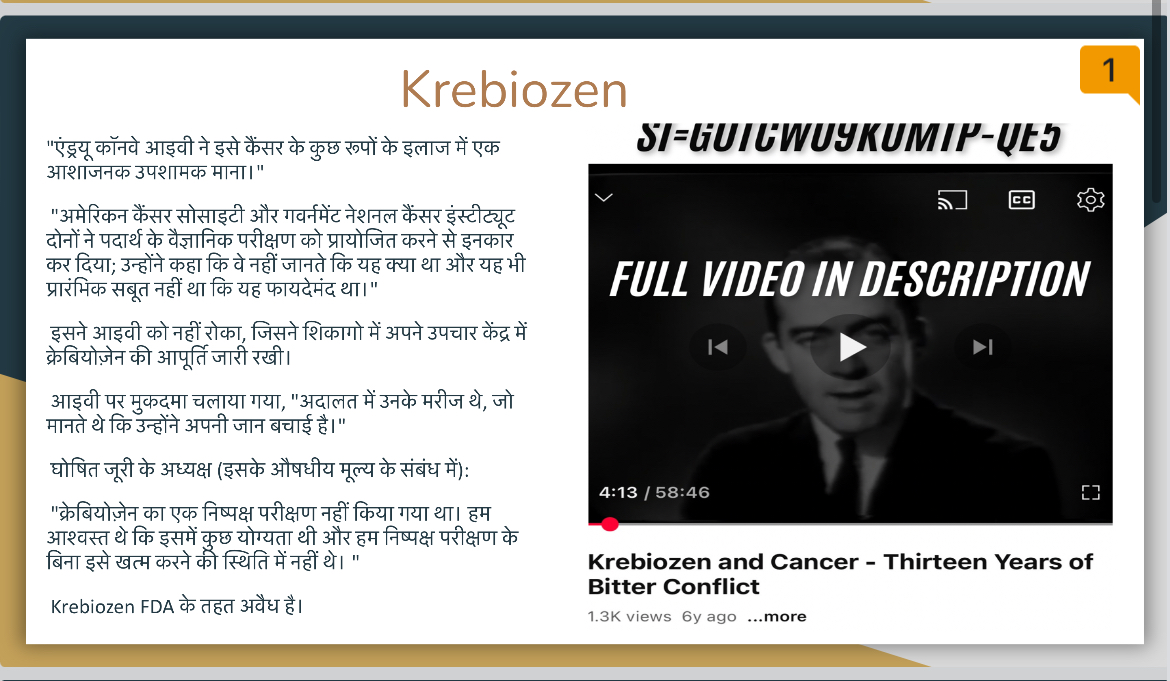 Krebiozen
1
"एंड्रयू कॉनवे आइवी ने इसे कैंसर के कुछ रूपों के इलाज में एक
आशाजनक उपशामक माना।"
"अमेरिकन कैंसर सोसाइटी और गवर्नमेंट नेशनल कैंसर इंस्टीट्यूट
दोनों ने पदार्थ के वैज्ञानिक परीक्षण को प्रायोजित करने से इनकार
कर दिया; उन्होंने कहा कि वे नहीं जानते कि यह क्या था और यह भी
प्रारंभिक सबूत नहीं था कि यह फायदेमंद था।"
इसने आइवी को नहीं रोका, जिसने शिकागो में अपने उपचार केंद्र में
क्रेबियोज़ेन की आपूर्ति जारी रखी।
आइवी पर मुकदमा चलाया गया, "अदालत में उनके मरीज थे, जो
मानते थे कि उन्होंने अपनी जान बचाई है।"
घोषित जूरी के अध्यक्ष (इसके औषधीय मूल्य के संबंध में):
"क्रेबियोज़ेन का एक निष्पक्ष परीक्षण नहीं किया गया था। हम
आश्वस्त थे कि इसमें कुछ योग्यता थी और हम निष्पक्ष परीक्षण के
बिना इसे खत्म करने की स्थिति में नहीं थे। "
Krebiozen FDA के तहत अवैध है।
CC
FULL VIDEO IN DESCRIPTION
4:13 / 58:46
Krebiozen and Cancer - Thirteen Years of
Bitter Conflict
1.3K views 6y ago ...more